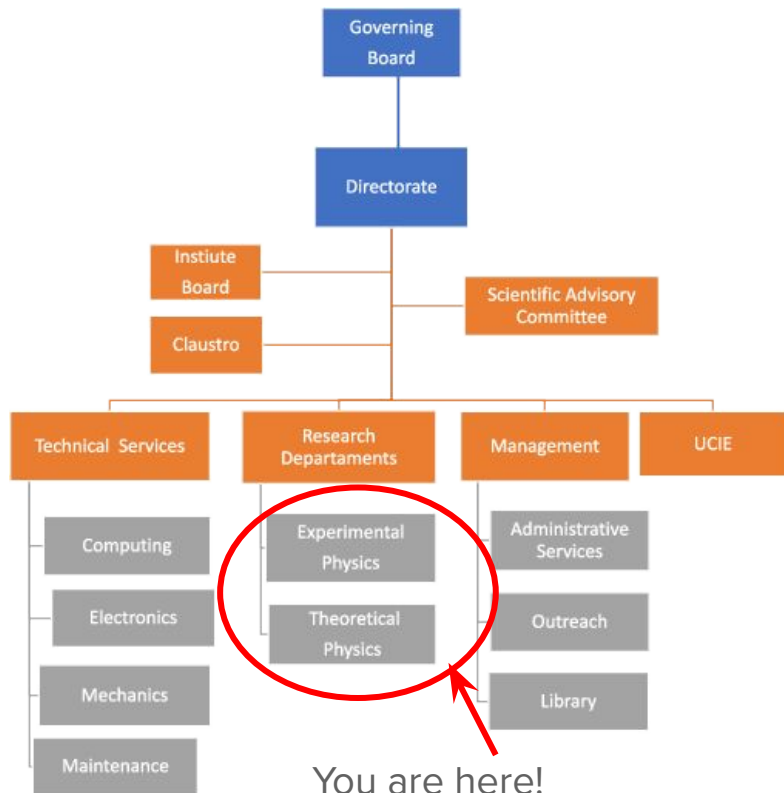 Governing
Board
Directorate
Instiute
Board
Scientific Advisory
Committee
Claustro
Technical Services
Research
Departaments
Management
UCIE
Computing
Electronics
Mechanics
Maintenance
Experimental
Physics
Theoretical
Physics
Administrative
Services
Outreach
Library
You are here!